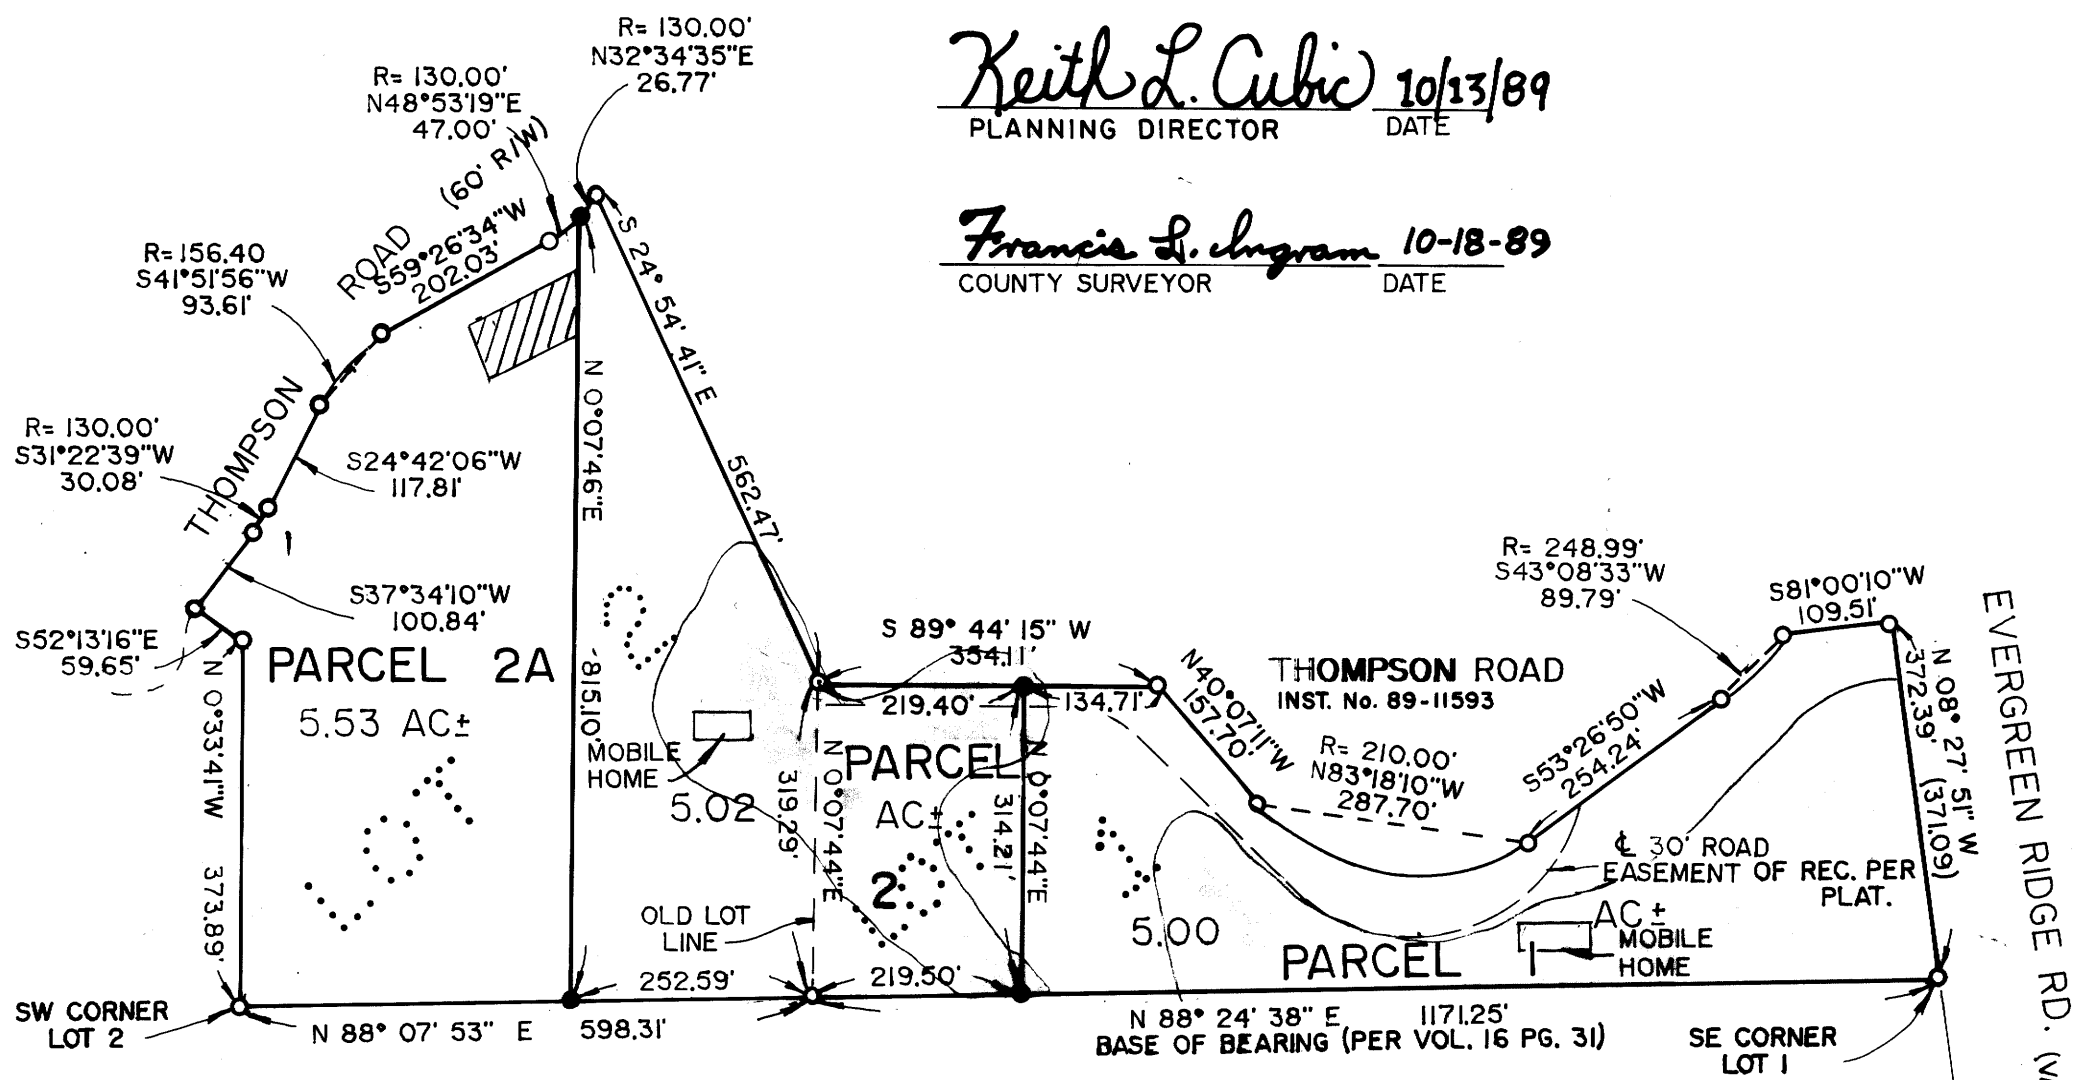 R= 130.00'
N32°34'35"E
26.77'
R= 130.00'
N48°53'19"E
47.00'
Keith L. Cubic 10/13/89
PLANNING DIRECTOR DATE
Francis L. Ingram 10-18-89
COUNTY SURVEYOR DATE
THOMPSON ROAD (60' R/W)
S59°26'34"W
202.03'
R=156.40
S41°51'56"W
93.61'
R= 130.00'
S31°22'39"W
30.08'
S24°42'06"W
117.81'
S37°34'10"W
100.84'
S52°13'16"E
59.65'
1
N 0°33'41"W 373.89'
PARCEL 2A
5.53 AC±
LOT
2
N 0°07'46"E 815.10'
S 24° 54' 41" E 562.47'
MOBILE
HOME
5.02
S 89° 44' 15" W
354.11'
219.40'
134.71'
PARCEL
AC±
2
319.29'
N 0°07'44"E
314.21'
N 0°07'44"E
LOT
1
N40°07'11"W
157.70'
THOMPSON ROAD
INST. No. 89-11593
R= 210.00'
N83°18'10"W
287.70'
S53°26'50"W
254.24'
R= 248.99'
S43°08'33"W
89.79'
S81°00'10"W
109.51'
N 08° 27' 51" W
372.39' (371.09)
EVERGREEN RIDGE RD.
℄ 30' ROAD
EASEMENT OF REC. PER
PLAT.
5.00
AC±
PARCEL 1
MOBILE
HOME
OLD LOT
LINE
252.59'
219.50'
SW CORNER
LOT 2
N 88° 07' 53" E 598.31'
N 88° 24' 38" E 1171.25'
BASE OF BEARING (PER VOL. 16 PG. 31)
SE CORNER
LOT 1